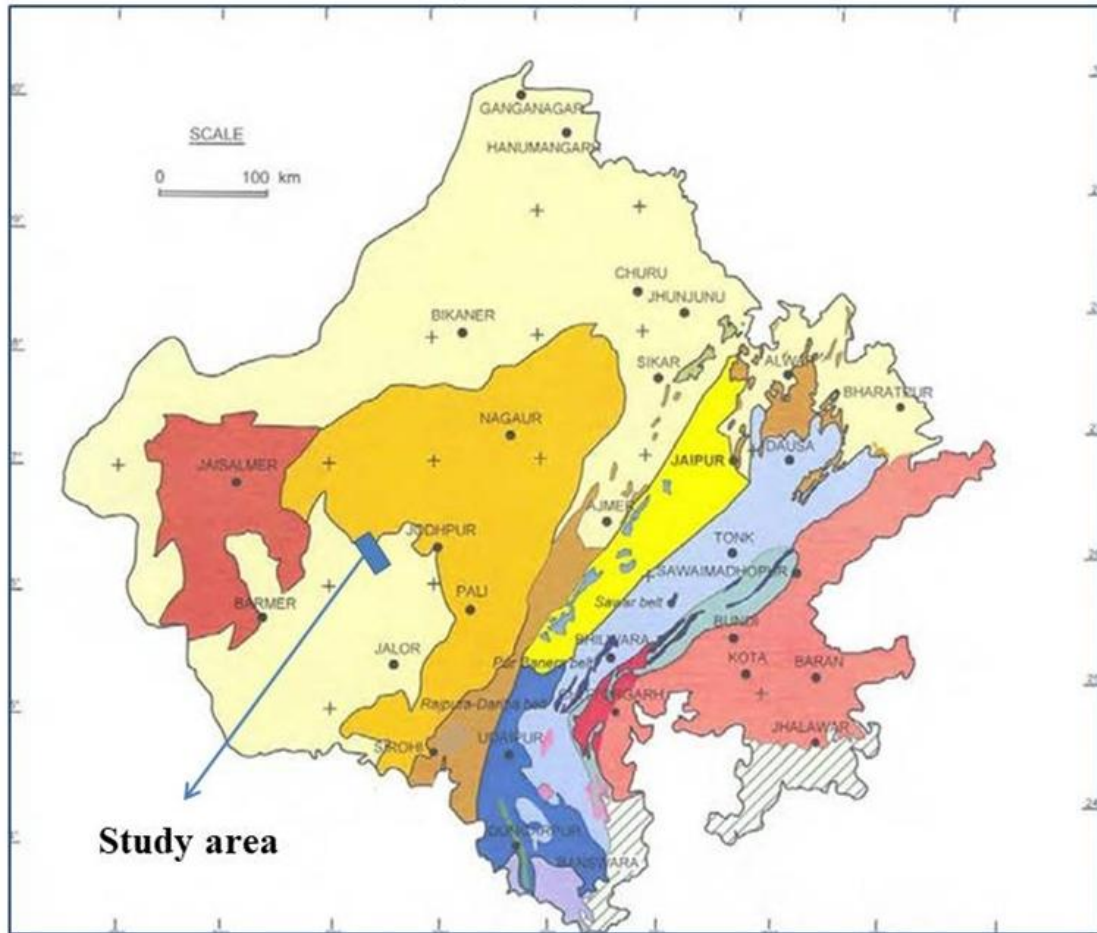 GANGANAGAR
HANUMANGARH
SCALE
0 100 km
CHURU
JHUNJUNU
BIKANER
SIKAR
ALWAR
BHARATPUR
NAGAUR
JAISALMER
JAIPUR
DAUSA
AJMER
JODHPUR
TONK
SAWAIMADHOPUR
PALI
Sawar belt
BARMER
BUNDI
BHILWARA
JALOR
Pur Banera belt
KOTA
BARAN
Rajpura-Dariba belt
JHALAWAR
SIROHI
UDAIPUR
Study area
BANSWARA